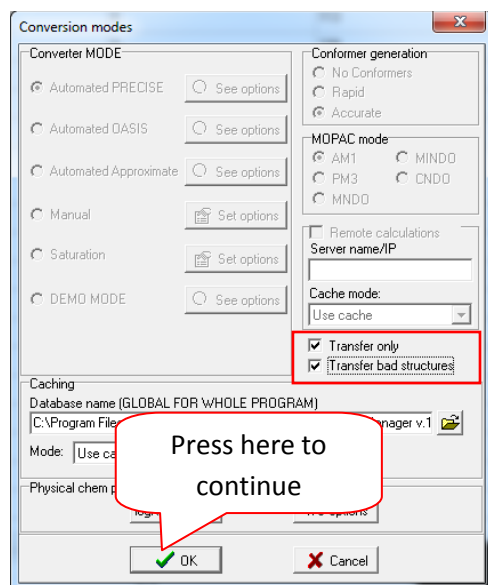 Conversion modes
Converter MODE
Automated PRECISE
See options
Automated OASIS
See options
Automated Approximate
See options
Manual
Set options
Saturation
Set options
DEMO MODE
See options
Conformer generation
No Conformers
Rapid
Accurate
MOPAC mode
AM1 MINDO
PM3 CNDO
MNDO
Remote calculations
Server name/IP
Cache mode:
Use cache
Transfer only
Transfer bad structures
Caching
Database name (GLOBAL FOR WHOLE PROGRAM)
C:\Program v.1
Mode: Use
Physical chem
options
Press here to
continue
OK
Cancel